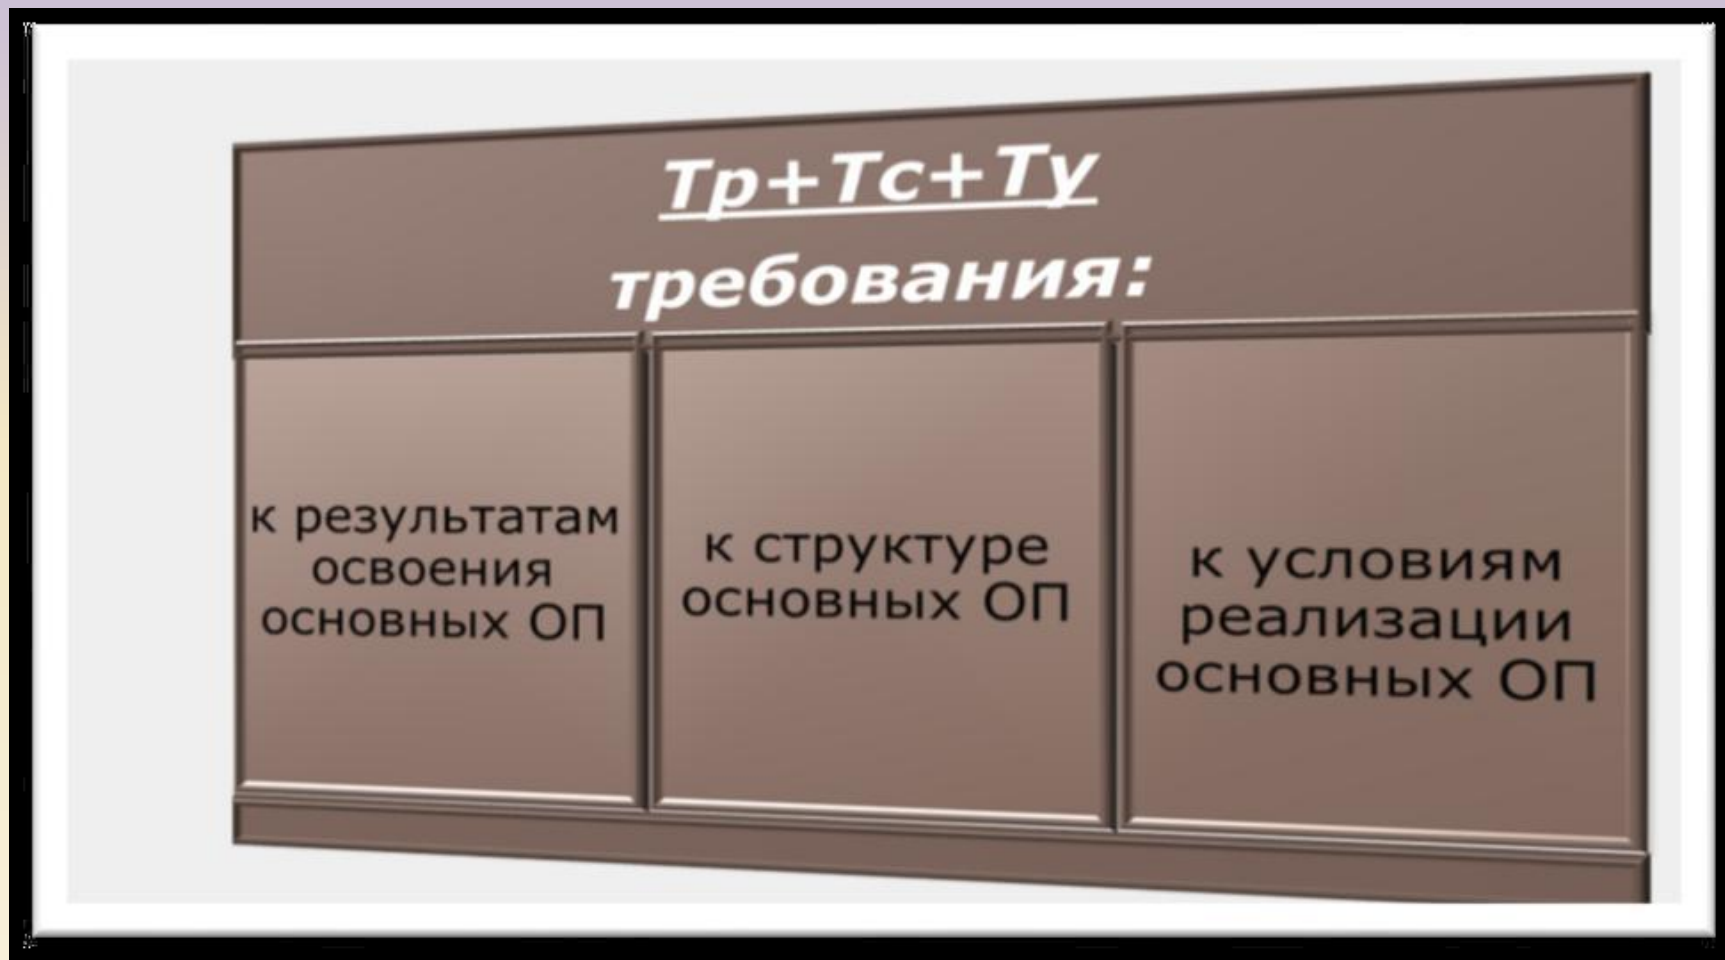 Тр+Тс+Ту
требования:
к результатам
освоения
основных ОП
к структуре
основных ОП
к условиям
реализации
основных ОП